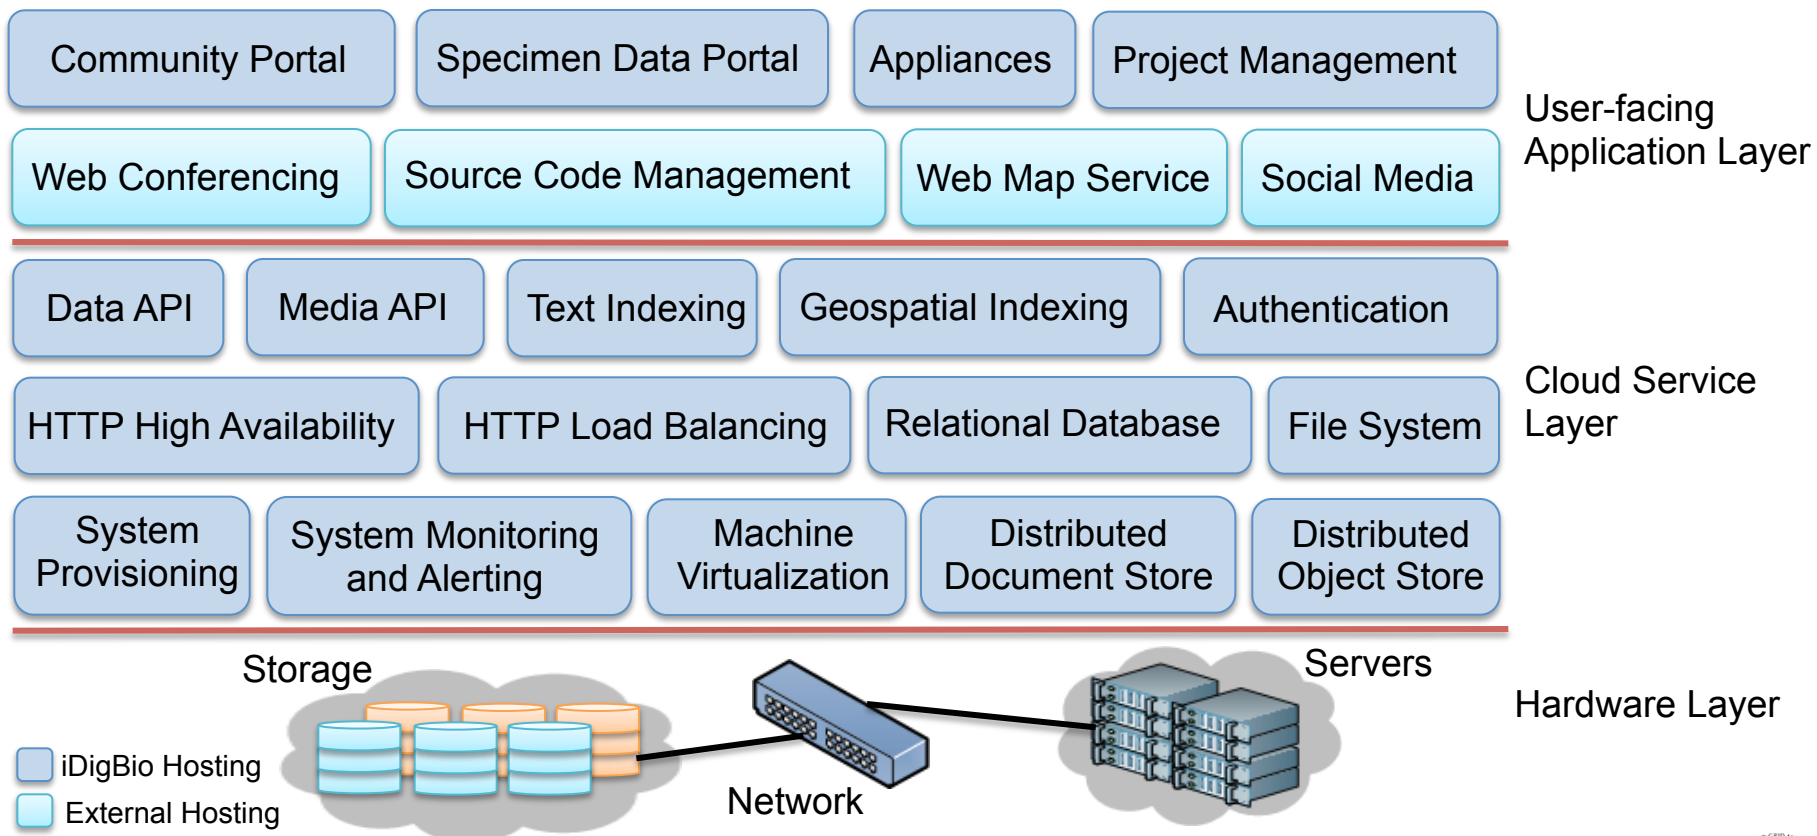 Community Portal
Specimen Data Portal
Appliances
Project Management
User-facing
Application Layer
Web Conferencing
Source Code Management
Web Map Service
Social Media
Data API
Media API
Text Indexing
Geospatial Indexing
Authentication
Cloud Service
Layer
HTTP High Availability
HTTP Load Balancing
Relational Database
File System
System
Provisioning
System Monitoring
and Alerting
Machine
Virtualization
Distributed
Document Store
Distributed
Object Store
Storage
Servers
Hardware Layer
Network
iDigBio Hosting
External Hosting